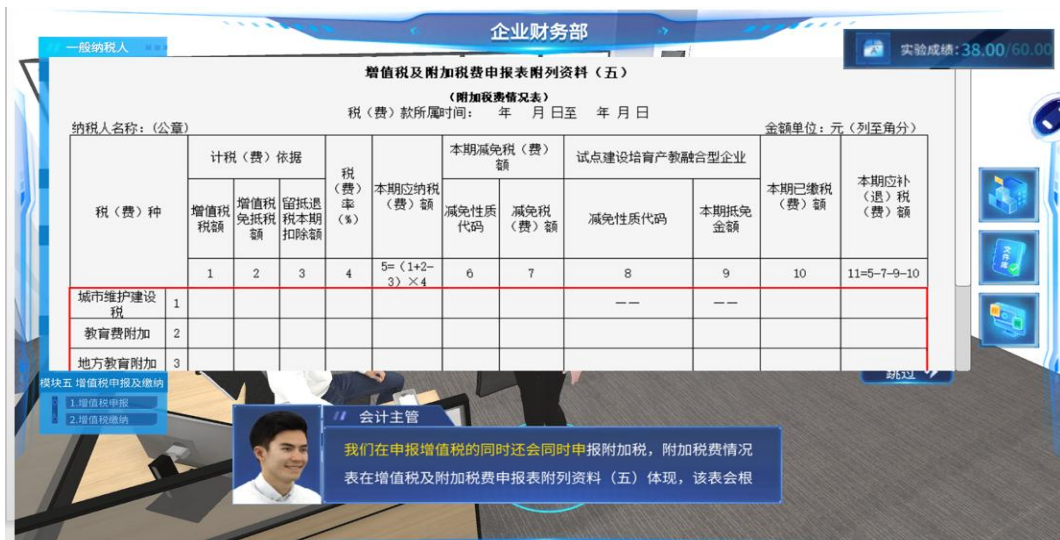 企业财务部
一般纳税人
实验成绩:38.00/60.00
增值税及附加税费申报表附列资料（五）
（附加税费情况表）
税（费）款所属时间： 年 月 日至 年 月 日
纳税人名称：（公章）
金额单位：元（列至角分）
税（费）种
计税（费）依据
增值税税额
增值税免抵税额
留抵退税本期扣除额
税（费）率（%）
本期应纳税（费）额
本期减免税（费）额
减免性质代码
减免税（费）额
试点建设培育产教融合型企业
减免性质代码
本期抵免金额
本期已缴税（费）额
本期应补（退）税（费）额
1 2 3 4 5=（1+2-3）×4 6 7 8 9 10 11=5-7-9-10
城市维护建设税 1 —— ——
教育费附加 2
地方教育附加 3
文件库
模块五 增值税申报及缴纳
1.增值税申报
2.增值税缴纳
跳过
会计主管
我们在申报增值税的同时还会同时申报附加税，附加税费情况
表在增值税及附加税费申报表附列资料（五）体现，该表会根